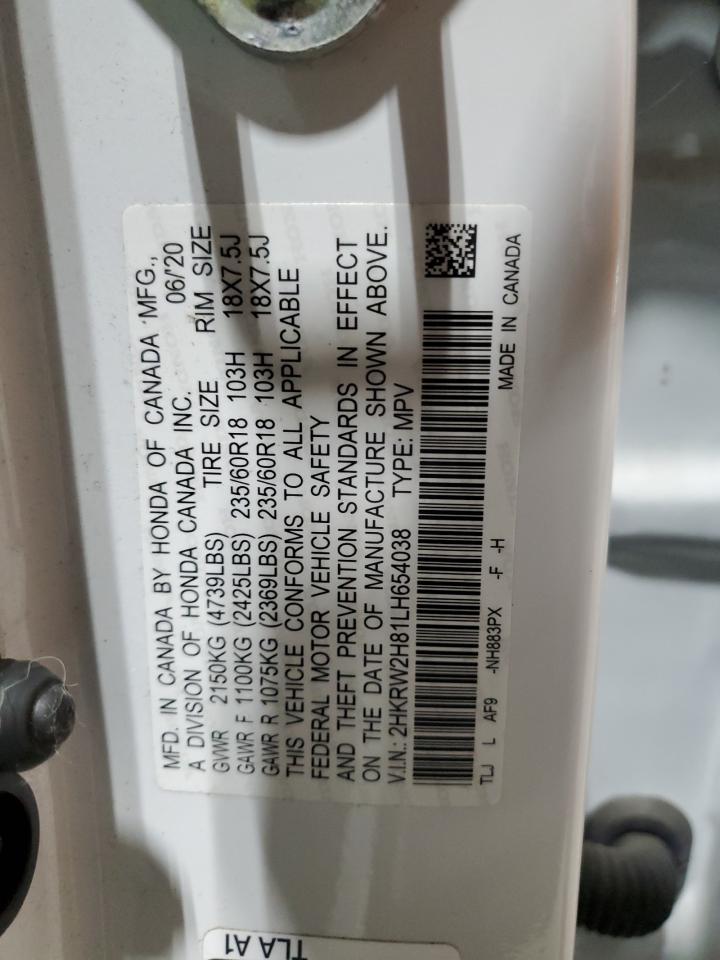 MFD. IN CANADA BY HONDA OF CANADA MFG.,
A DIVISION OF HONDA CANADA INC. 06/'20
GVWR 2150KG (4739LBS) TIRE SIZE RIM SIZE
GAWR F 1100KG (2425LBS) 235/60R18 103H 18X7.5J
GAWR R 1075KG (2369LBS) 235/60R18 103H 18X7.5J
THIS VEHICLE CONFORMS TO ALL APPLICABLE
FEDERAL MOTOR VEHICLE SAFETY
AND THEFT PREVENTION STANDARDS IN EFFECT
ON THE DATE OF MANUFACTURE SHOWN ABOVE.
V.I.N.: 2HKRW2H81LH654038 TYPE: MPV
TLJ L AF9 -NH883PX -F -H
MADE IN CANADA
TLA A1